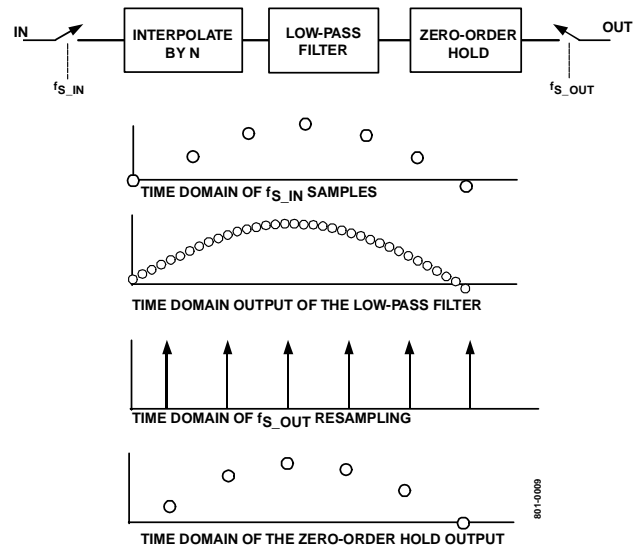 IN
INTERPOLATE
BY N
LOW-PASS
FILTER
ZERO-ORDER
HOLD
OUT
fS_IN
fS_OUT
TIME DOMAIN OF fS_IN SAMPLES
TIME DOMAIN OUTPUT OF THE LOW-PASS FILTER
TIME DOMAIN OF fS_OUT RESAMPLING
TIME DOMAIN OF THE ZERO-ORDER HOLD OUTPUT
801-0009